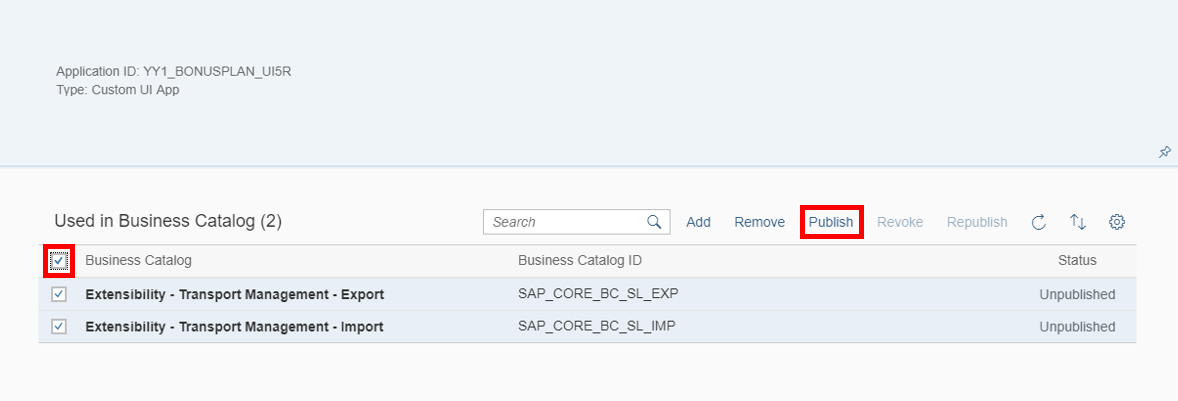 Application ID: YY1_BONUSPLAN_UI5R
Type: Custom UI App
Used in Business Catalog (2) Search Add Remove Publish Revoke Republish
Business Catalog Business Catalog ID Status
Extensibility - Transport Management - Export SAP_CORE_BC_SL_EXP Unpublished
Extensibility - Transport Management - Import SAP_CORE_BC_SL_IMP Unpublished